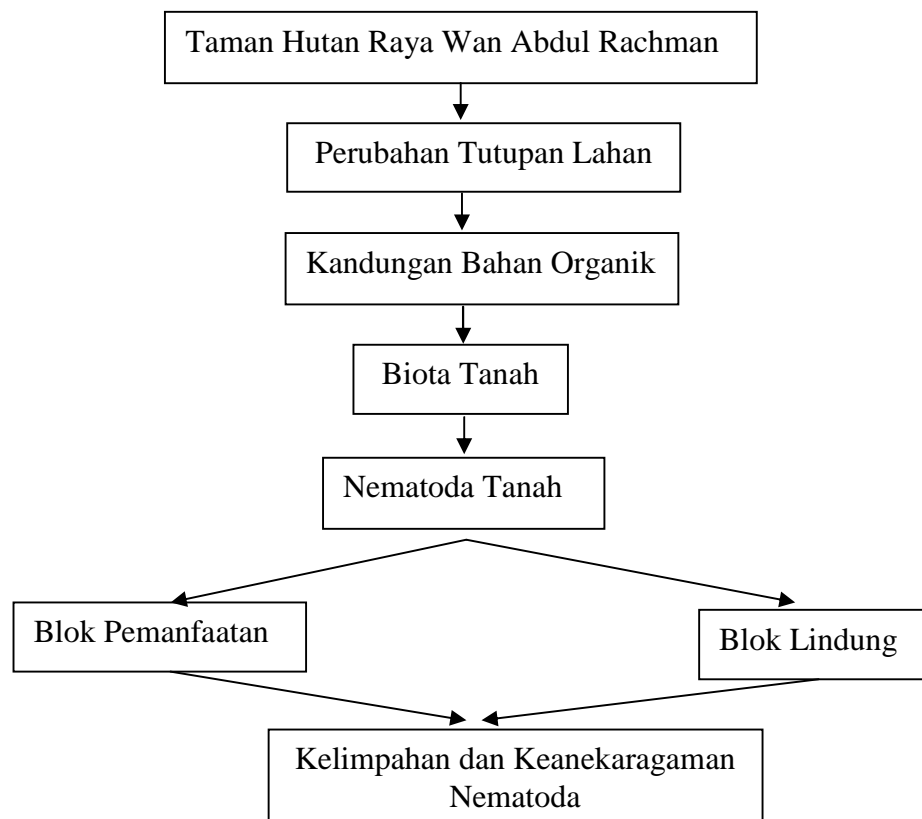 Taman Hutan Raya Wan Abdul Rachman
Perubahan Tutupan Lahan
Kandungan Bahan Organik
Biota Tanah
Nematoda Tanah
Blok Pemanfaatan
Blok Lindung
Kelimpahan dan Keanekaragaman
Nematoda